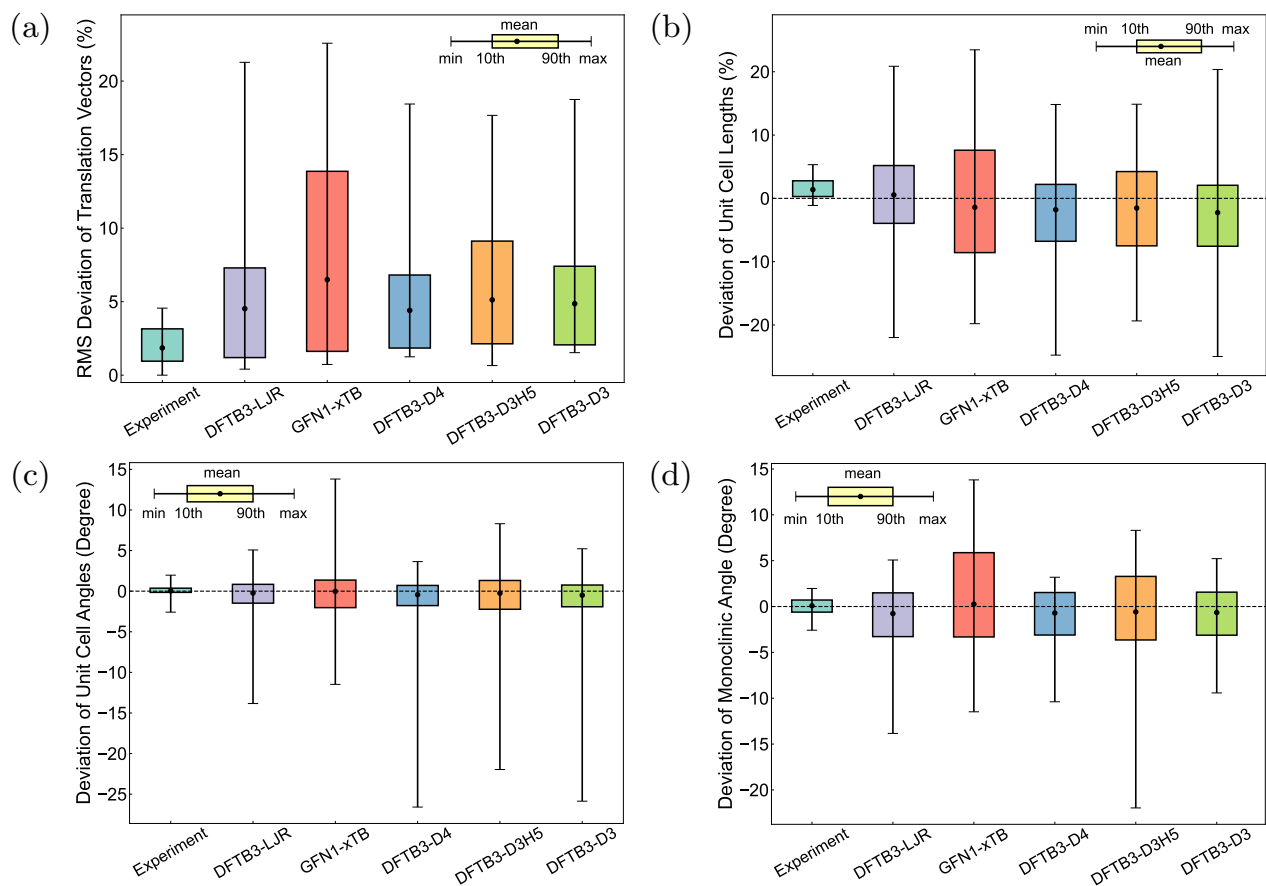 (a)
RMS Deviation of Translation Vectors (%)
20
15
10
5
0
mean
min 10th 90th max
Experiment DFTB3-LJR GFN1-xTB DFTB3-D4 DFTB3-D3H5 DFTB3-D3
(b)
Deviation of Unit Cell Lengths (%)
20
10
0
−10
−20
min 10th 90th max
mean
Experiment DFTB3-LJR GFN1-xTB DFTB3-D4 DFTB3-D3H5 DFTB3-D3
(c)
Deviation of Unit Cell Angles (Degree)
15
10
5
0
−5
−10
−15
−20
−25
mean
min 10th 90th max
Experiment DFTB3-LJR GFN1-xTB DFTB3-D4 DFTB3-D3H5 DFTB3-D3
(d)
Deviation of Monoclinic Angle (Degree)
15
10
5
0
−5
−10
−15
−20
mean
min 10th 90th max
Experiment DFTB3-LJR GFN1-xTB DFTB3-D4 DFTB3-D3H5 DFTB3-D3